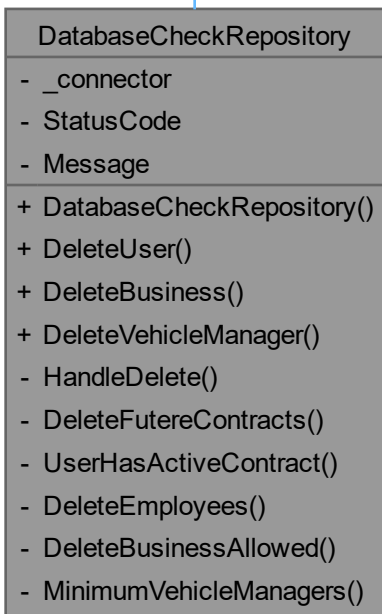 DatabaseCheckRepository
- _connector
- StatusCode
- Message
+ DatabaseCheckRepository()
+ DeleteUser()
+ DeleteBusiness()
+ DeleteVehicleManager()
- HandleDelete()
- DeleteFutereContracts()
- UserHasActiveContract()
- DeleteEmployees()
- DeleteBusinessAllowed()
- MinimumVehicleManagers()